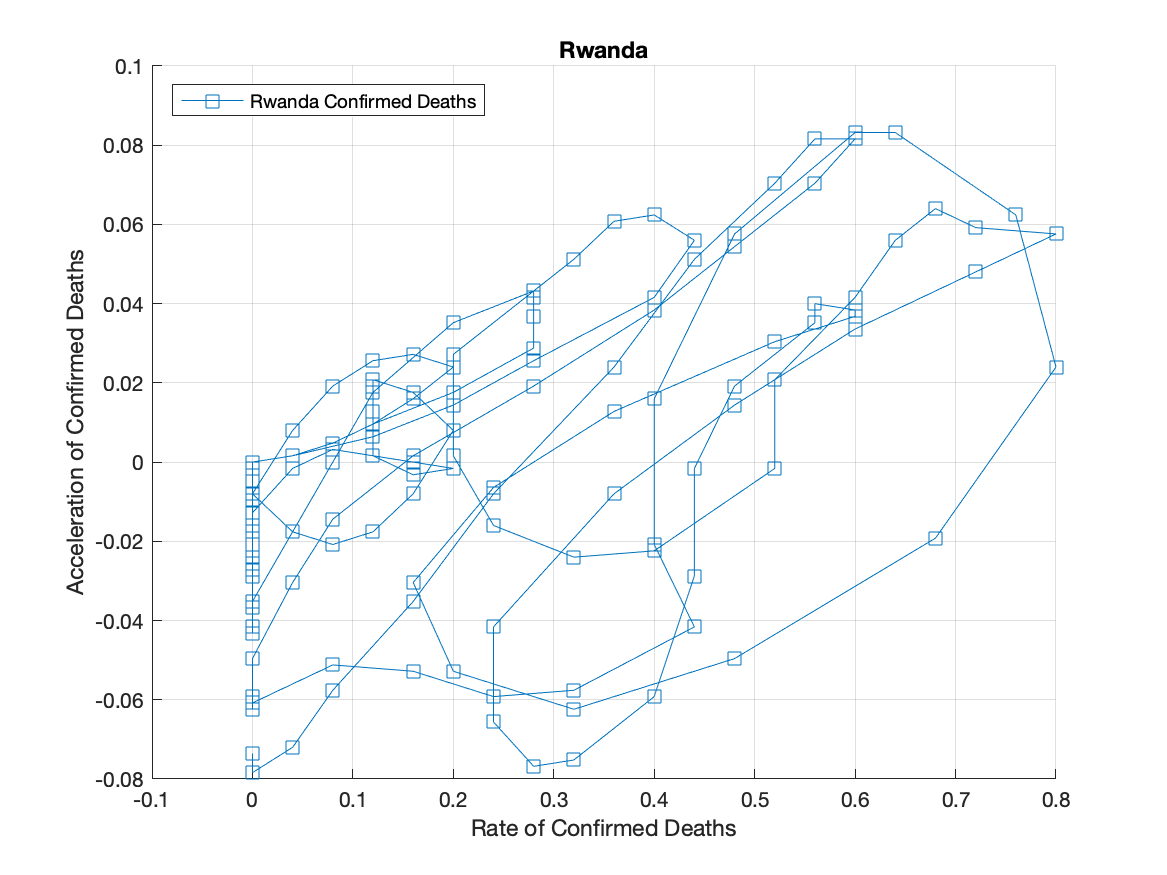 Rwanda
Rwanda Confirmed Deaths
0.1
0.08
0.06
0.04
0.02
0
-0.02
-0.04
-0.06
-0.08
Acceleration of Confirmed Deaths
-0.1 0 0.1 0.2 0.3 0.4 0.5 0.6 0.7 0.8
Rate of Confirmed Deaths